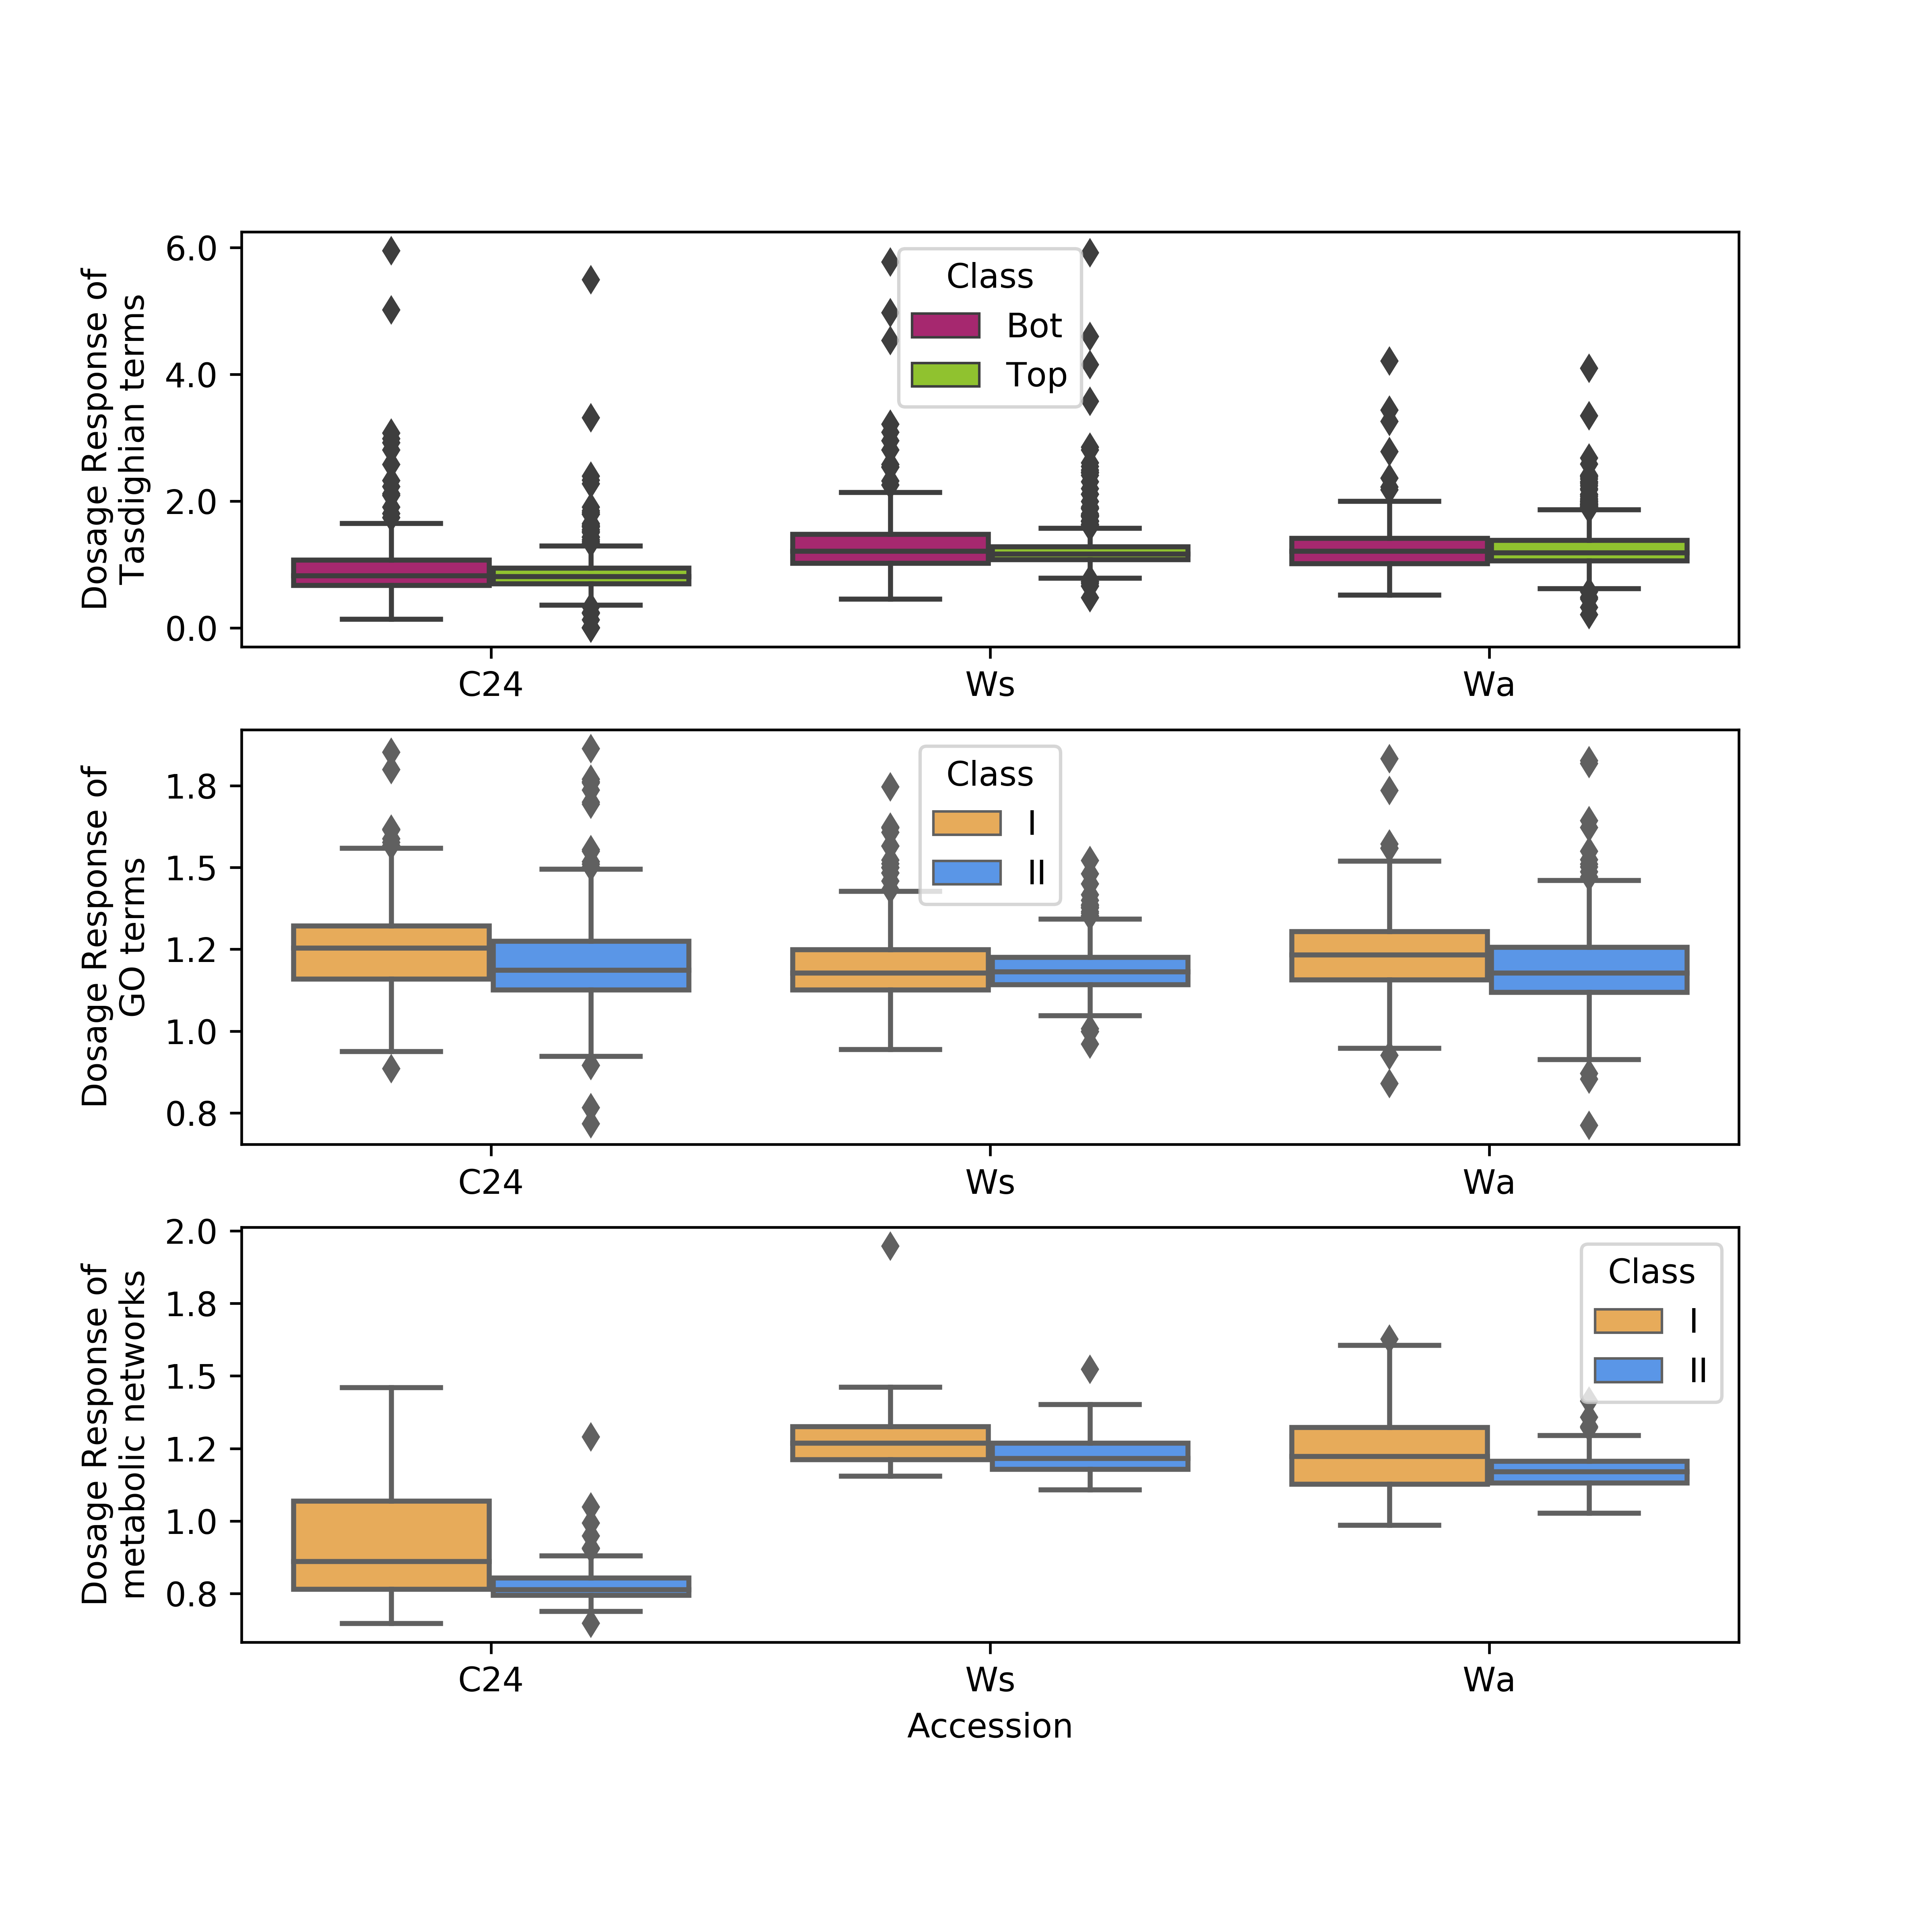 Dosage Response of
Tasdighian terms
6.0
4.0
2.0
0.0
Class
Bot
Top
C24 Ws Wa
Dosage Response of
GO terms
1.8
1.5
1.2
1.0
0.8
Class
I
II
C24 Ws Wa
Dosage Response of
metabolic networks
2.0
1.8
1.5
1.2
1.0
0.8
Class
I
II
C24 Ws Wa
Accession